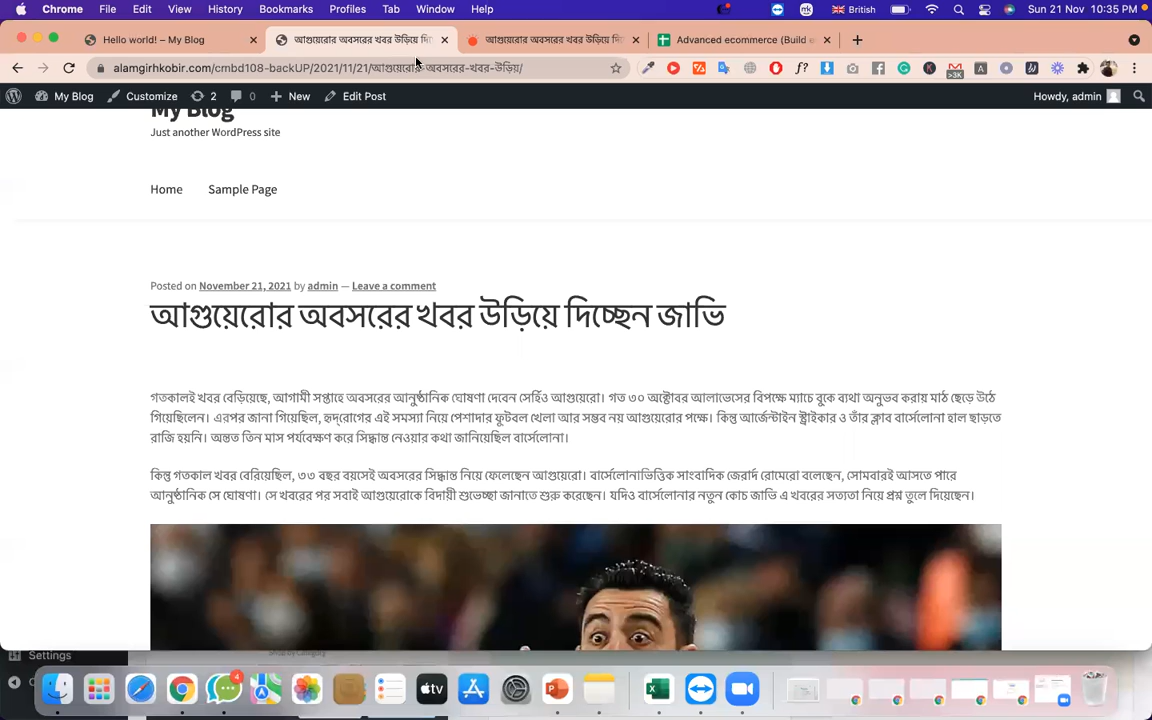 Chrome File Edit View History Bookmarks Profiles Tab Window Help British Sun 21 Nov 10:35 PM
Hello world! – My Blog আগুয়েরোর অবসরের খবর উড়িয়ে দি আগুয়েরোর অবসরের খবর উড়িয়ে দি Advanced ecommerce (Build e
alamgirhkobir.com/cmbd108-backUP/2021/11/21/আগুয়েরোর-অবসরের-খবর-উড়িয়/
My Blog Customize 2 0 New Edit Post Howdy, admin
My Blog
Just another WordPress site
Home Sample Page
Posted on November 21, 2021 by admin — Leave a comment
আগুয়েরোর অবসরের খবর উড়িয়ে দিচ্ছেন জাভি
গতকালই খবর বেড়িয়েছে, আগামী সপ্তাহে অবসরের আনুষ্ঠানিক ঘোষণা দেবেন সের্হিও আগুয়েরো। গত ৩০ অক্টোবর আলাভেসের বিপক্ষে ম্যাচে বুকে ব্যথা অনুভব করায় মাঠ ছেড়ে উঠে
গিয়েছিলেন। এরপর জানা গিয়েছিল, হৃদ্‌রোগের এই সমস্যা নিয়ে পেশাদার ফুটবল খেলা আর সম্ভব নয় আগুয়েরোর পক্ষে। কিন্তু আর্জেন্টাইন স্ট্রাইকার ও তাঁর ক্লাব বার্সেলোনা হাল ছাড়তে
রাজি হয়নি। অন্তত তিন মাস পর্যবেক্ষণ করে সিদ্ধান্ত নেওয়ার কথা জানিয়েছিল বার্সেলোনা।
কিন্তু গতকাল খবর বেরিয়েছিল, ৩৩ বছর বয়সেই অবসরের সিদ্ধান্ত নিয়ে ফেলেছেন আগুয়েরো। বার্সেলোনাভিত্তিক সাংবাদিক জেরার্দ রোমেরো বলেছেন, সোমবারই আসতে পারে
আনুষ্ঠানিক সে ঘোষণা। সে খবরের পর সবাই আগুয়েরোকে বিদায়ী শুভেচ্ছা জানাতে শুরু করেছেন। যদিও বার্সেলোনার নতুন কোচ জাভি এ খবরের সত্যতা নিয়ে প্রশ্ন তুলে দিয়েছেন।
Settings